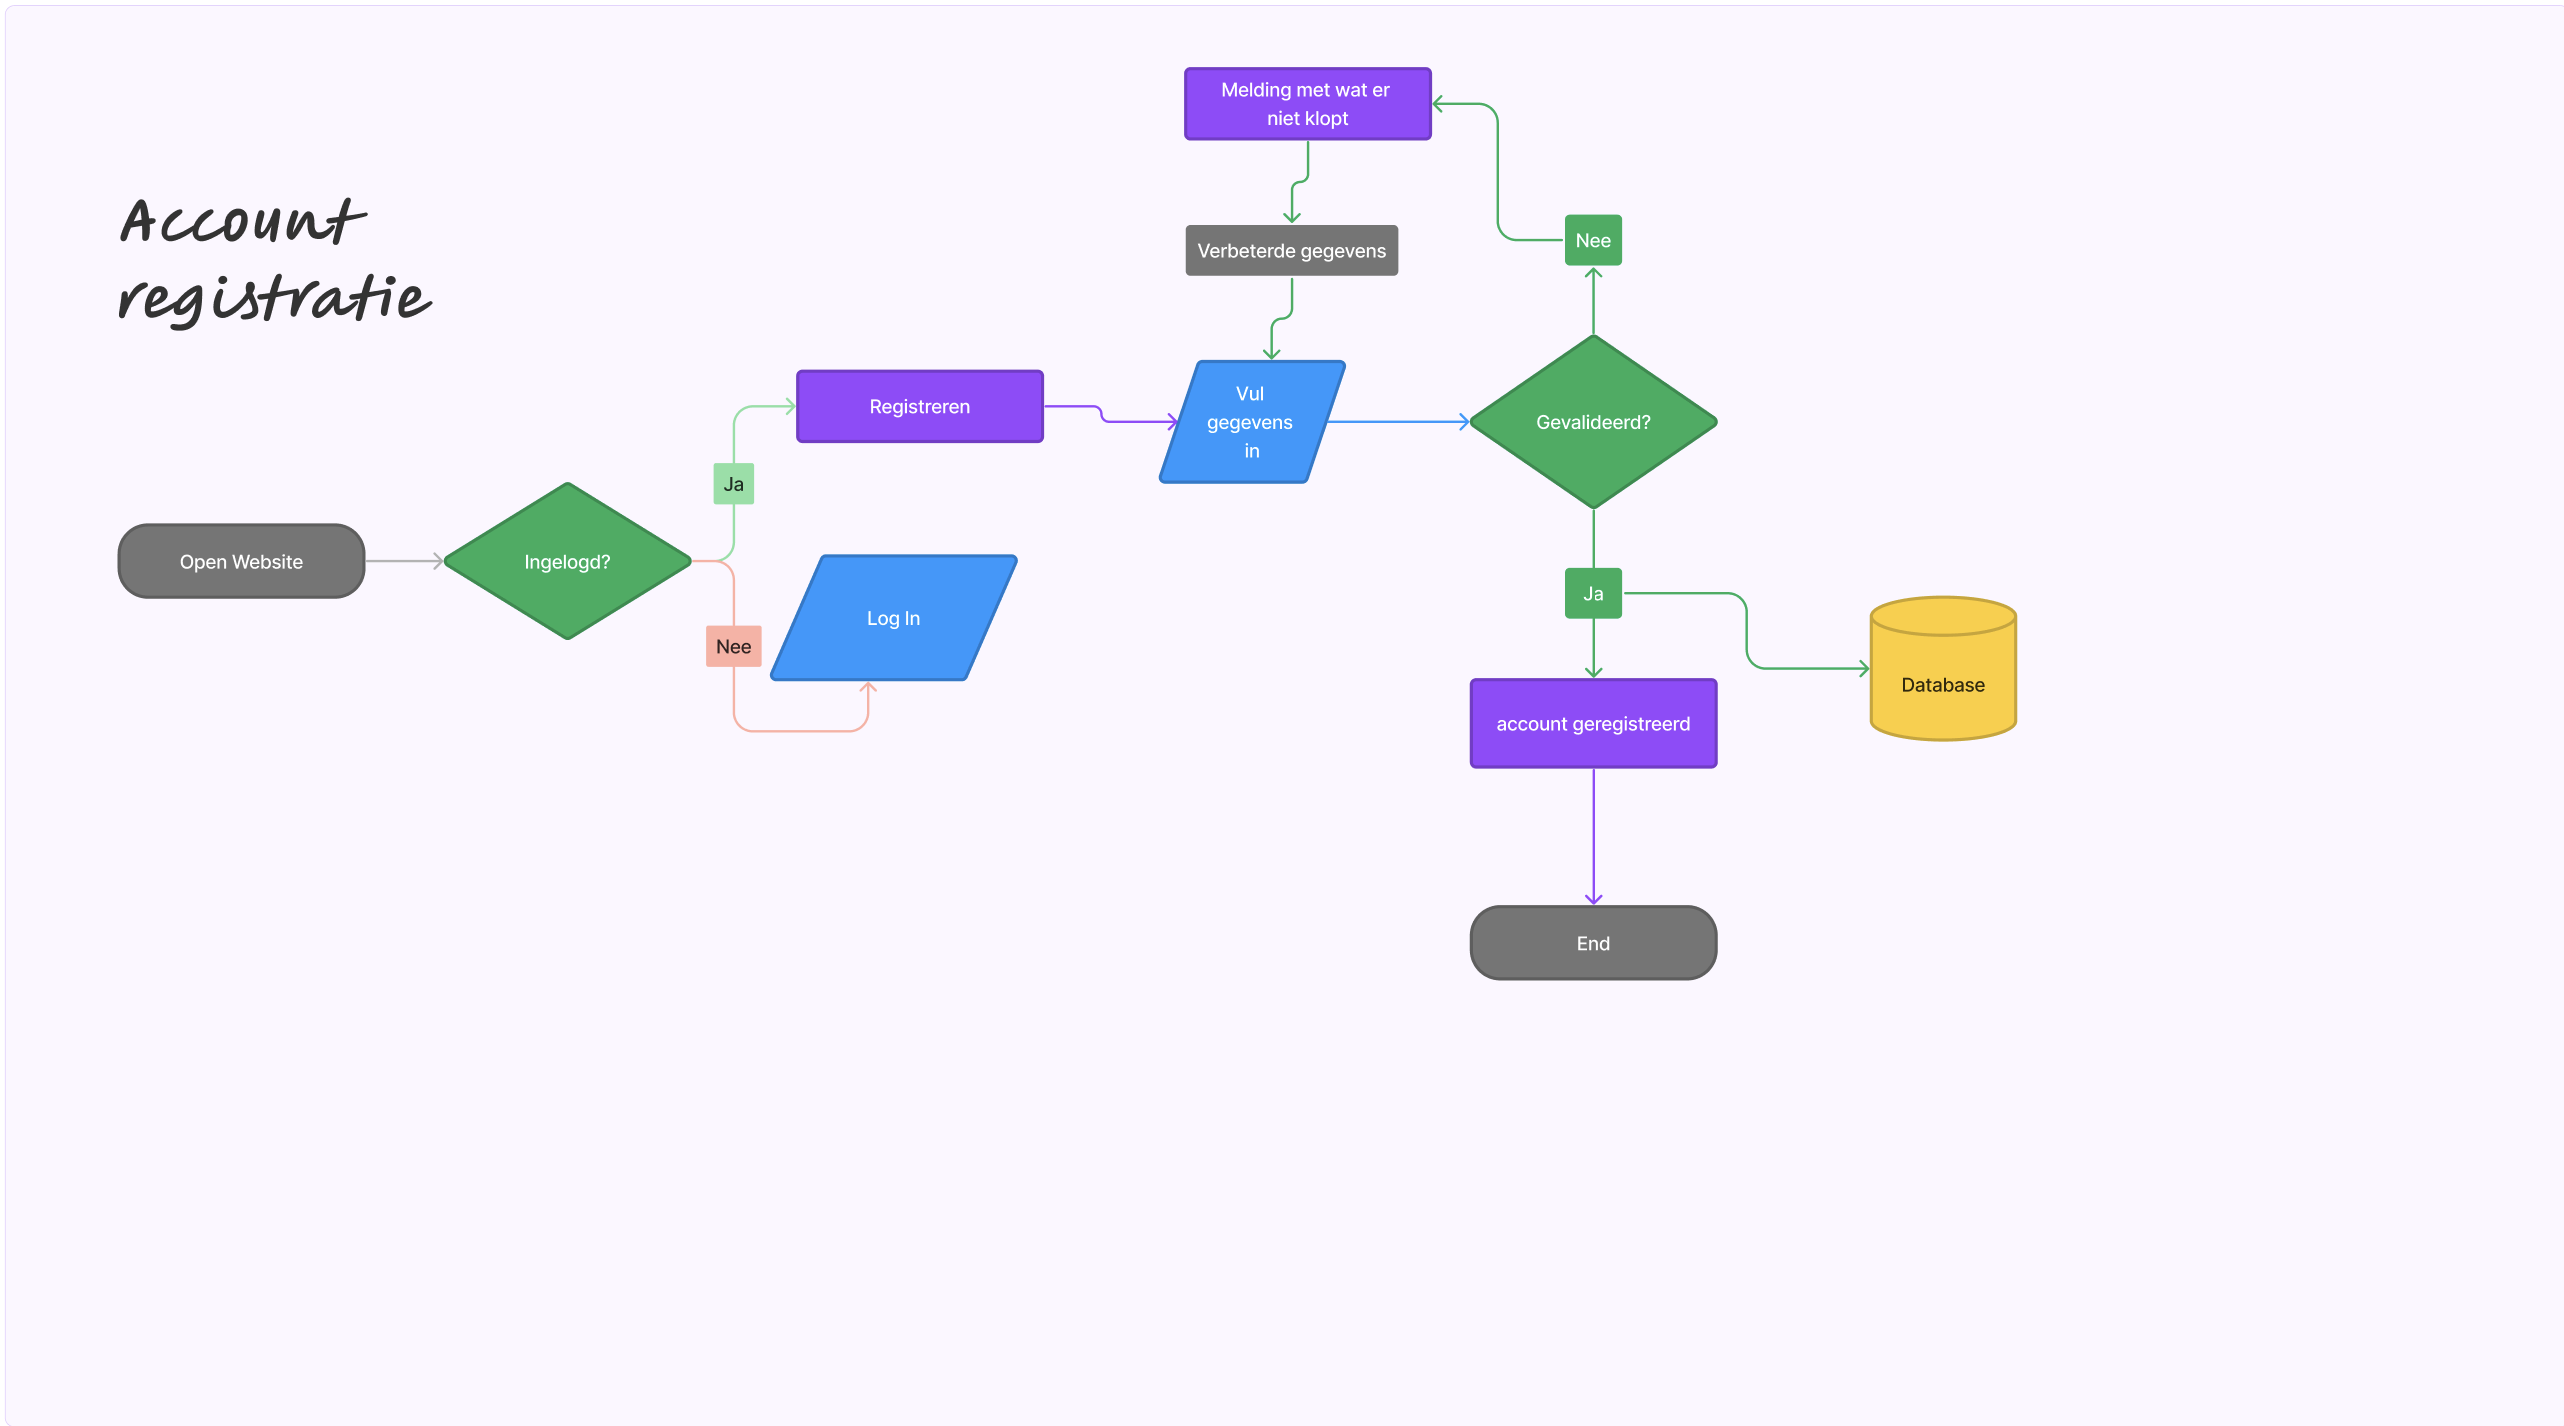 Account
registratie
Open Website
Ingelogd?
Ja
Nee
Registreren
Log In
Vul
gegevens
in
Gevalideerd?
Nee
Melding met wat er
niet klopt
Verbeterde gegevens
Ja
Database
account geregistreerd
End